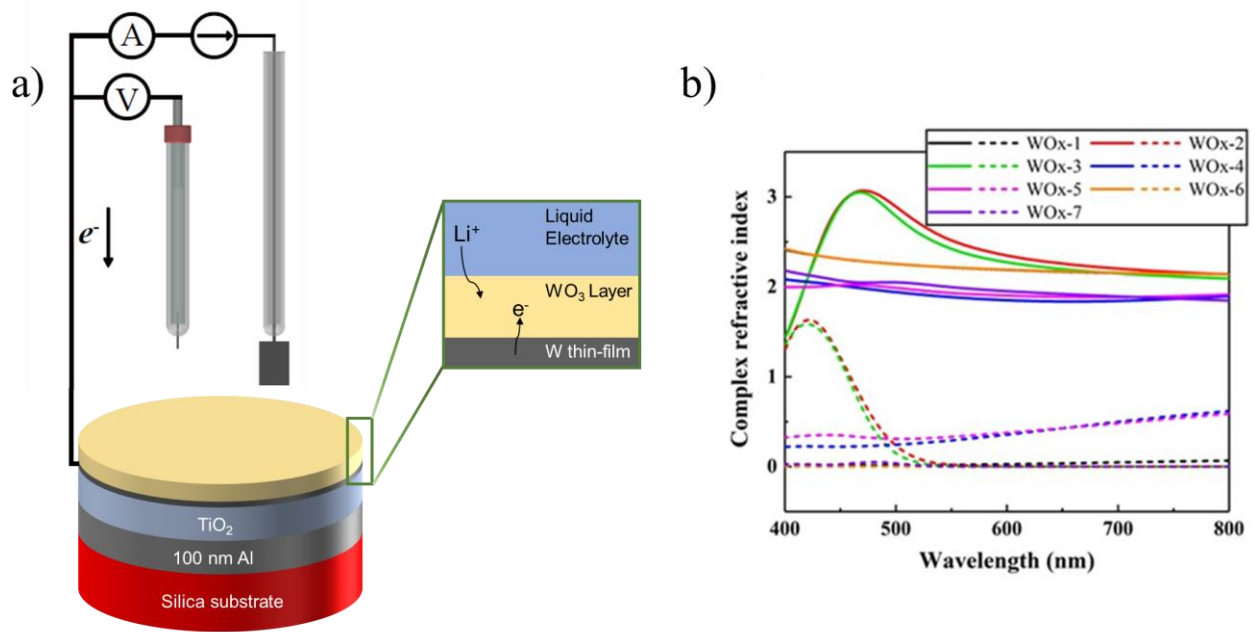 a)
A
V
e-
Liquid
Electrolyte
Li+
WO3 Layer
e-
W thin-film
TiO2
100 nm Al
Silica substrate
b)
WOx-1 WOx-2
WOx-3 WOx-4
WOx-5 WOx-6
WOx-7
Complex refractive index
3
2
1
0
400 500 600 700 800
Wavelength (nm)